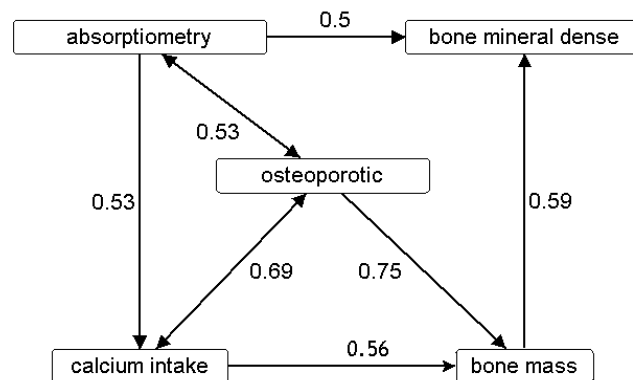 0.5
absorptiometry
bone mineral dense
0.53
osteoporotic
0.53
0.59
0.69
0.75
0.56
calcium intake
bone mass